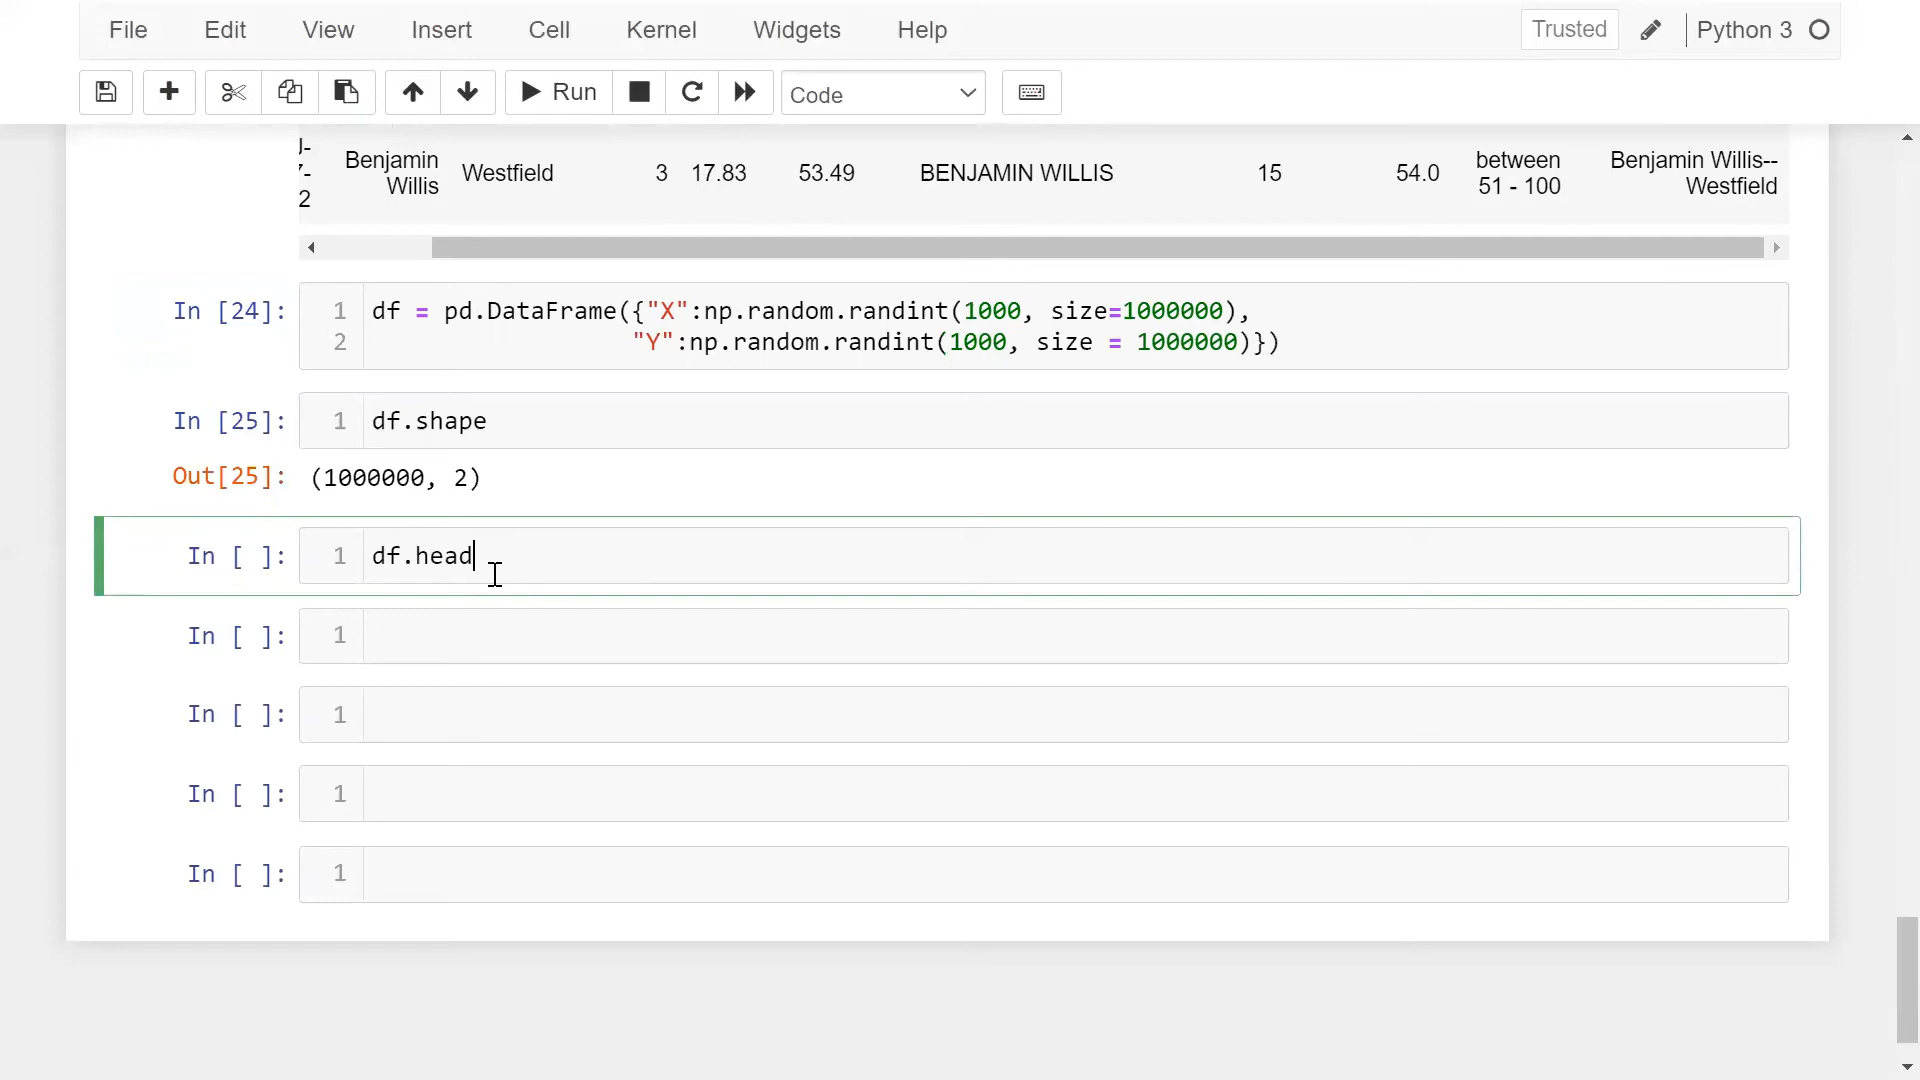 File Edit View Insert Cell Kernel Widgets Help Trusted Python 3
Run Code
Benjamin Willis Westfield 3 17.83 53.49 BENJAMIN WILLIS 15 54.0 between 51 - 100 Benjamin Willis--Westfield
2
In [24]: 1 df = pd.DataFrame({"X":np.random.randint(1000, size=1000000),
2 "Y":np.random.randint(1000, size = 1000000)})
In [25]: 1 df.shape
Out[25]: (1000000, 2)
In [ ]: 1 df.head
In [ ]: 1
In [ ]: 1
In [ ]: 1
In [ ]: 1